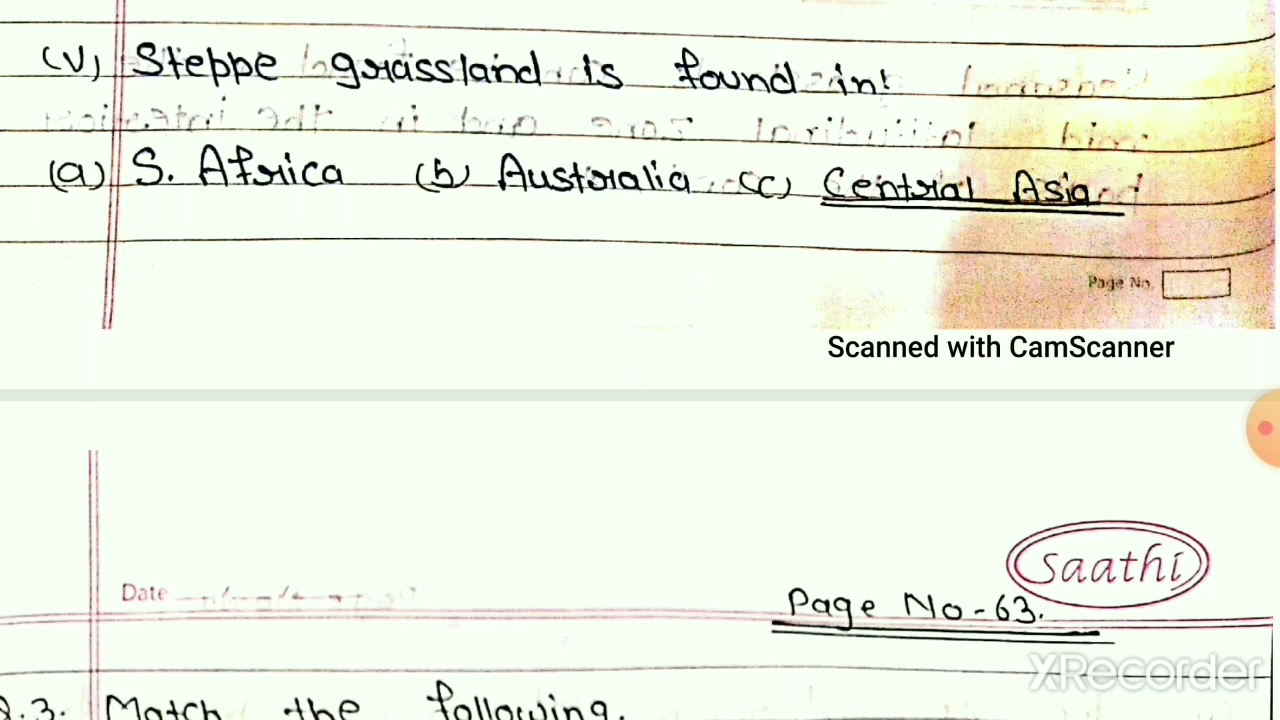 (v) Steppe grassland is found in!
(a) S. Africa (b) Australia (c) Central Asia
Page No.
Scanned with CamScanner
Saathi
Date
Page No-63.
XRecorder
Q.3. Match the following.